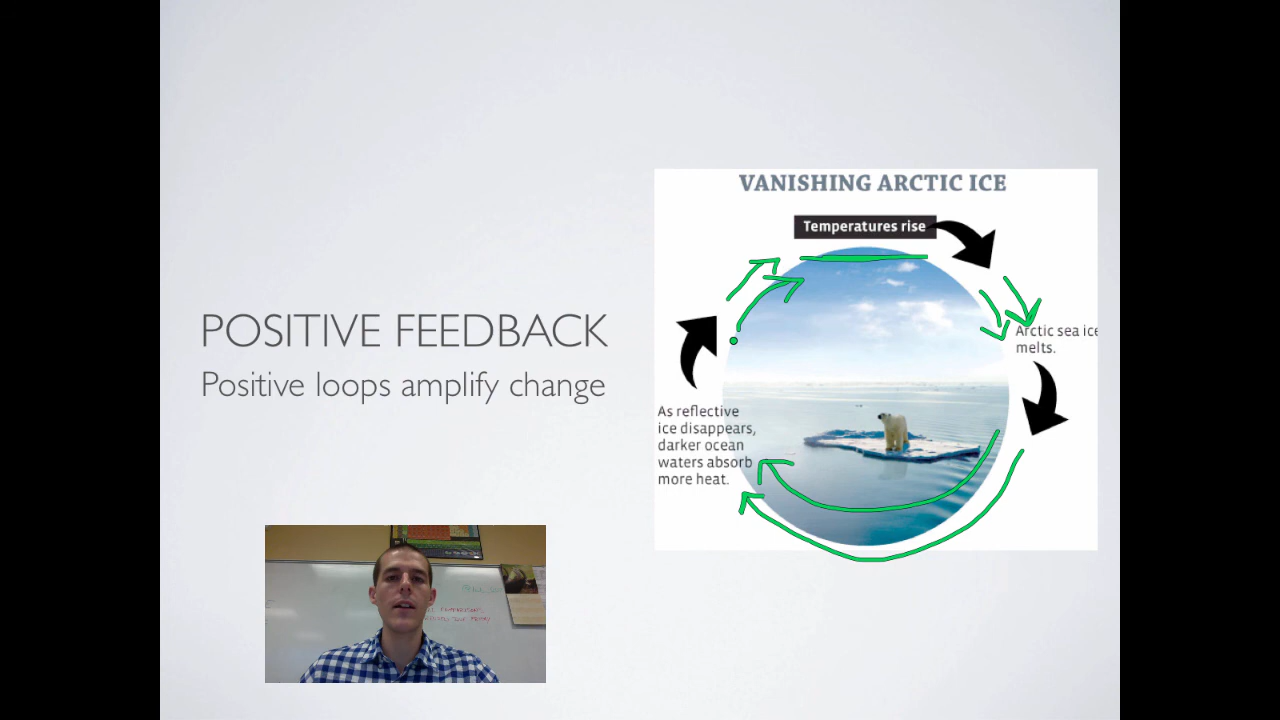 POSITIVE FEEDBACK
Positive loops amplify change
VANISHING ARCTIC ICE
Temperatures rise
Arctic sea ice
melts.
As reflective
ice disappears,
darker ocean
waters absorb
more heat.